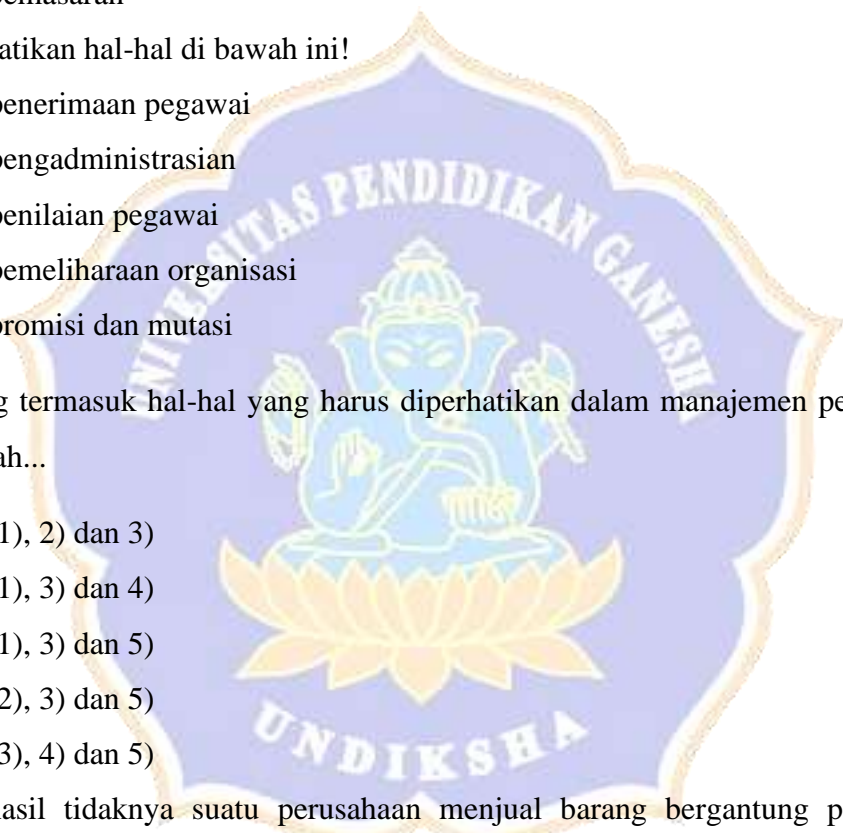 pemasaran
atikan hal-hal di bawah ini!
penerimaan pegawai
pengadministrasian
penilaian pegawai
pemeliharaan organisasi
promisi dan mutasi
UNIVERSITAS PENDIDIKAN GANESHA
g termasuk hal-hal yang harus diperhatikan dalam manajemen pe
ah...
1), 2) dan 3)
1), 3) dan 4)
1), 3) dan 5)
2), 3) dan 5)
3), 4) dan 5)
UNDIKSHA
hasil tidaknya suatu perusahaan menjual barang bergantung p